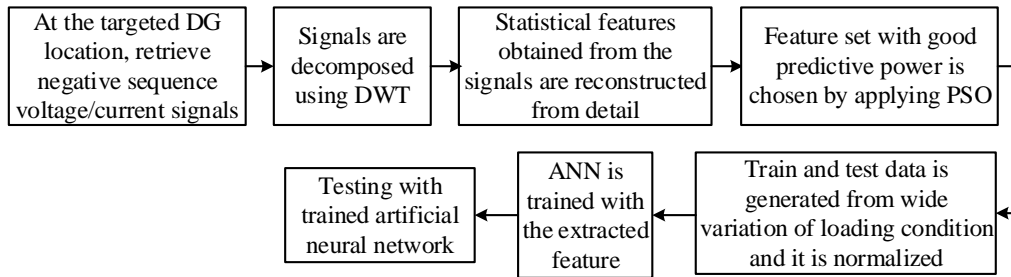 At the targeted DG
location, retrieve
negative sequence
voltage/current signals
Signals are
decomposed
using DWT
Statistical features
obtained from the
signals are reconstructed
from detail
Feature set with good
predictive power is
chosen by applying PSO
Train and test data is
generated from wide
variation of loading condition
and it is normalized
ANN is
trained with
the extracted
feature
Testing with
trained artificial
neural network